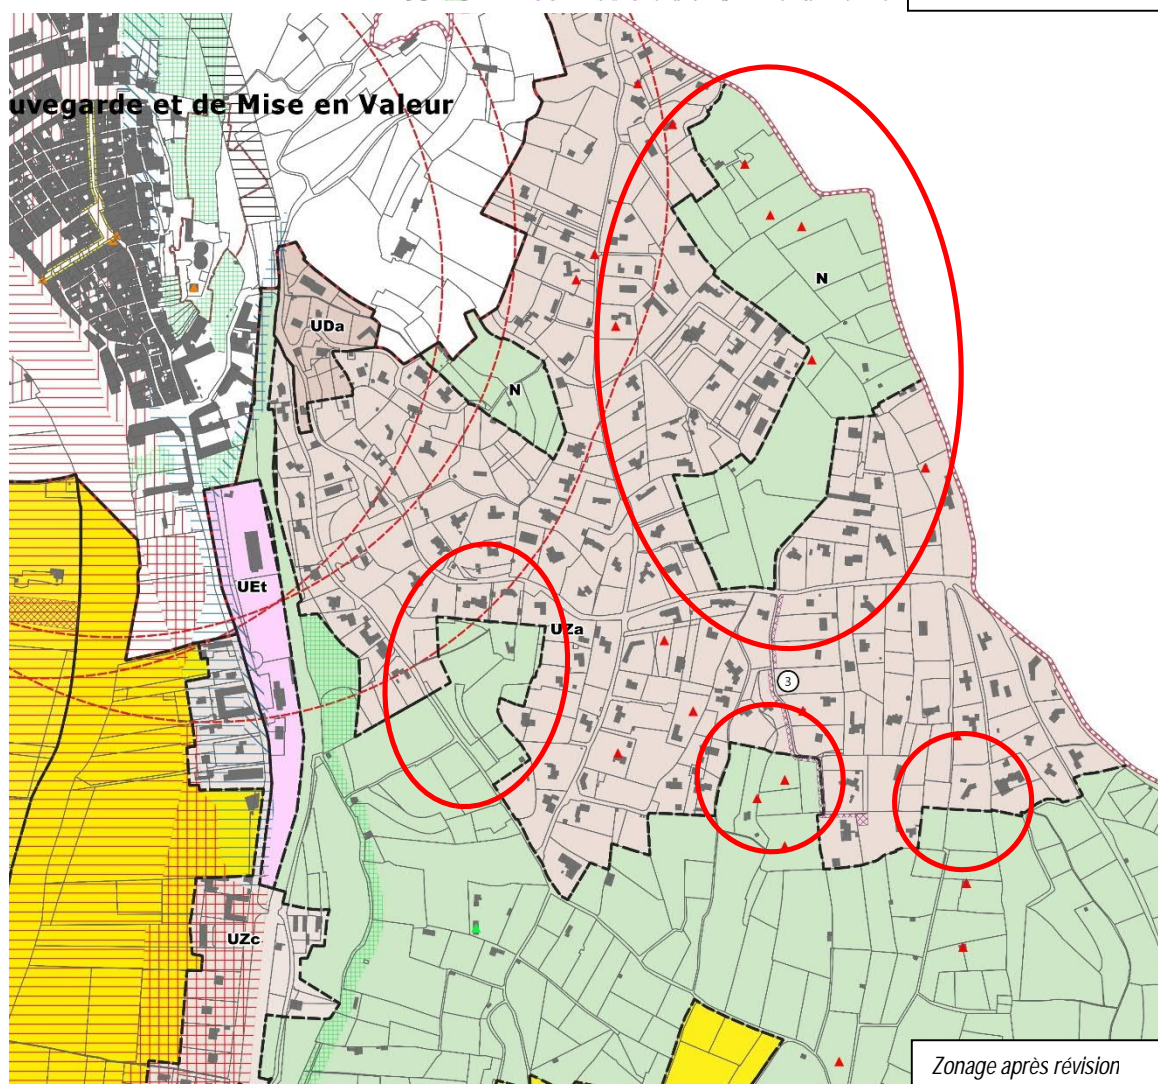 uvegarde et de Mise en Valeur
N
UDa
N
UEt
UZa
3
UZc
Zonage après révision